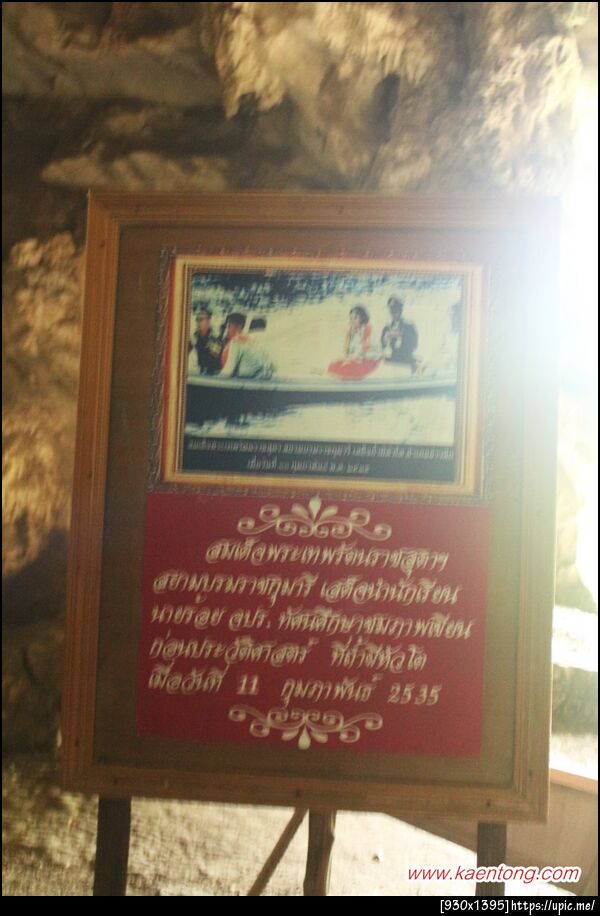 สมเด็จพระเทพรัตนราชสุดาฯ
สยามบรมราชกุมารี เสด็จนำนักเรียน
นายร้อย จปร. ทัศนศึกษาชมภาพเขียน
ก่อนประวัติศาสตร์ ที่ถ้ำผีหัวโต
เมื่อวันที่ 11 กุมภาพันธ์ 2535
www.kaentong.com
[930x1395]https://upic.me/